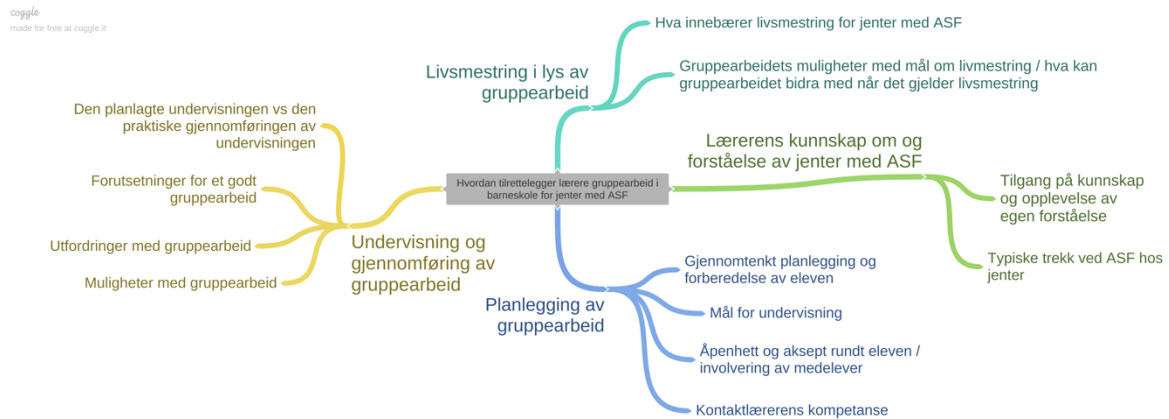 coggle
made for free at coggle.it
Hvordan tilrettelegger lærere gruppearbeid i
barneskole for jenter med ASF
Livsmestring i lys av
gruppearbeid
Hva innebærer livsmestring for jenter med ASF
Gruppearbeidets muligheter med mål om livmestring / hva kan
gruppearbeidet bidra med når det gjelder livsmestring
Lærerens kunnskap om og
forståelse av jenter med ASF
Tilgang på kunnskap
og opplevelse av
egen forståelse
Typiske trekk ved ASF hos
jenter
Planlegging av
gruppearbeid
Gjennomtenkt planlegging og
forberedelse av eleven
Mål for undervisning
Åpenhett og aksept rundt eleven /
involvering av medelever
Kontaktlærerens kompetanse
Undervisning og
gjennomføring av
gruppearbeid
Den planlagte undervisningen vs den
praktiske gjennomføringen av
undervisningen
Forutsetninger for et godt
gruppearbeid
Utfordringer med gruppearbeid
Muligheter med gruppearbeid